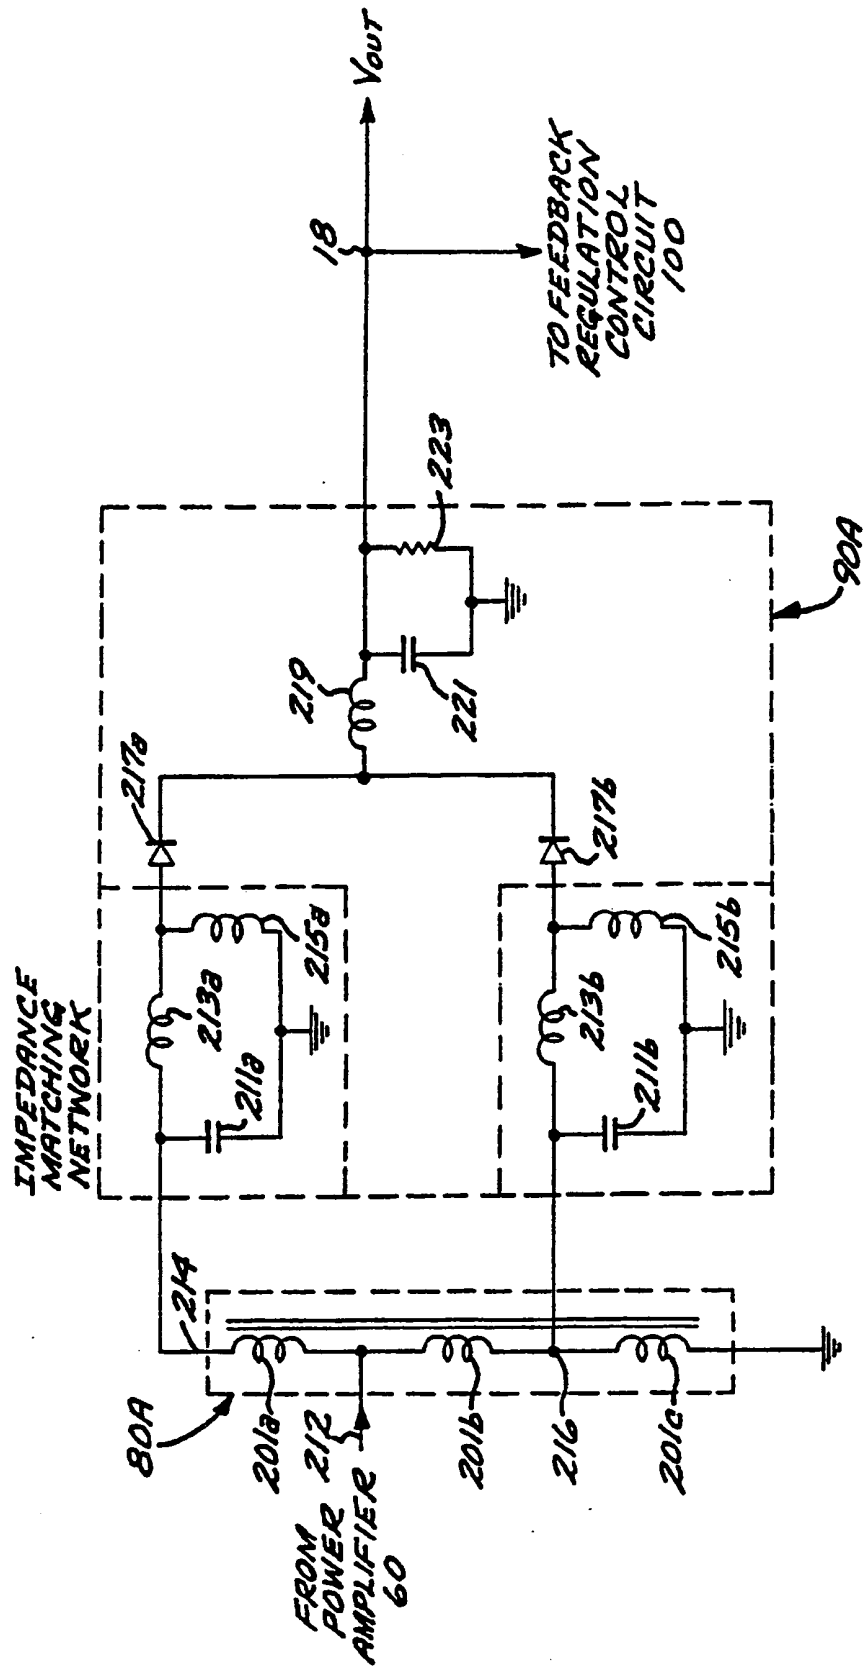 IMPEDANCE
MATCHING
NETWORK
217a
219
18
VOUT
214
211a
213a
215a
221
223
TO FEEDBACK
REGULATION
CONTROL
CIRCUIT
100
80A
201a
FROM
POWER
AMPLIFIER
60
212
201b
216
201c
211b
213b
215b
217b
90A